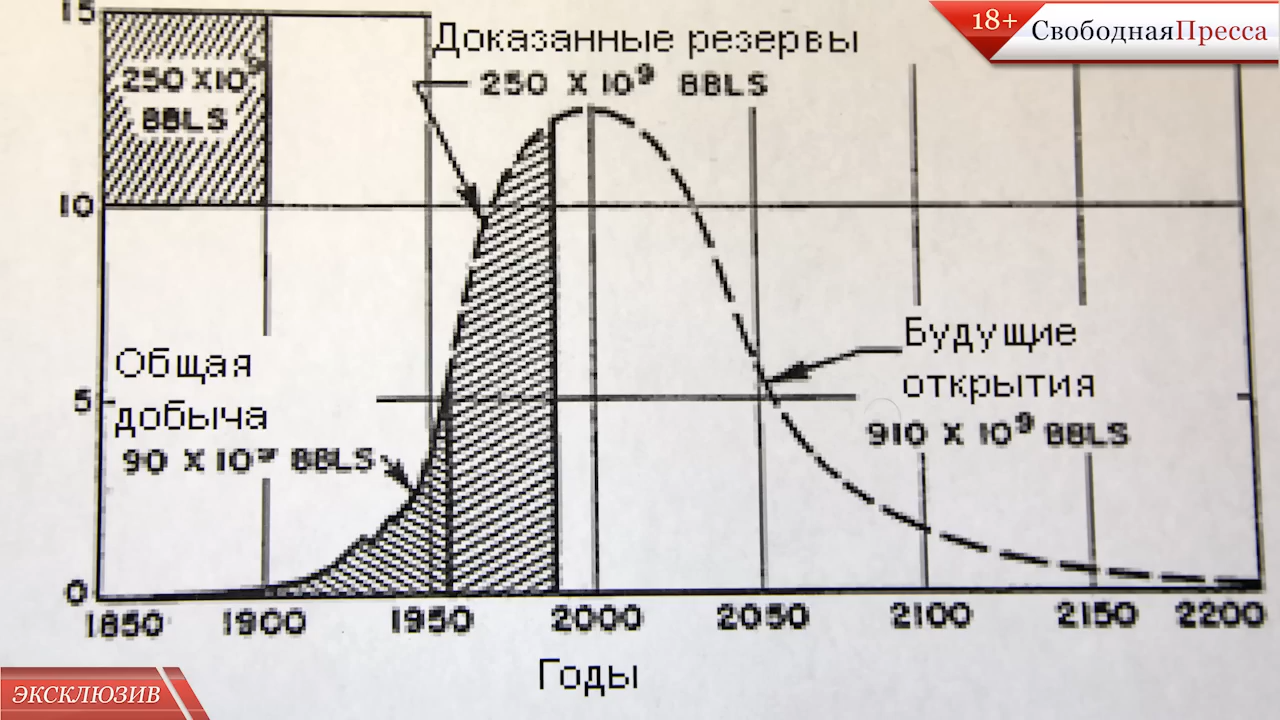 18+ СвободнаяПресса
15
Доказанные резервы
250 X 10⁹ BBLS
250 X10⁹
BBLS
10
Будущие
открытия
910 X 10⁹ BBLS
Общая
добыча
90 X 10⁹ BBLS
5
0
1850 1900 1950 2000 2050 2100 2150 2200
Годы
ЭКСКЛЮЗИВ